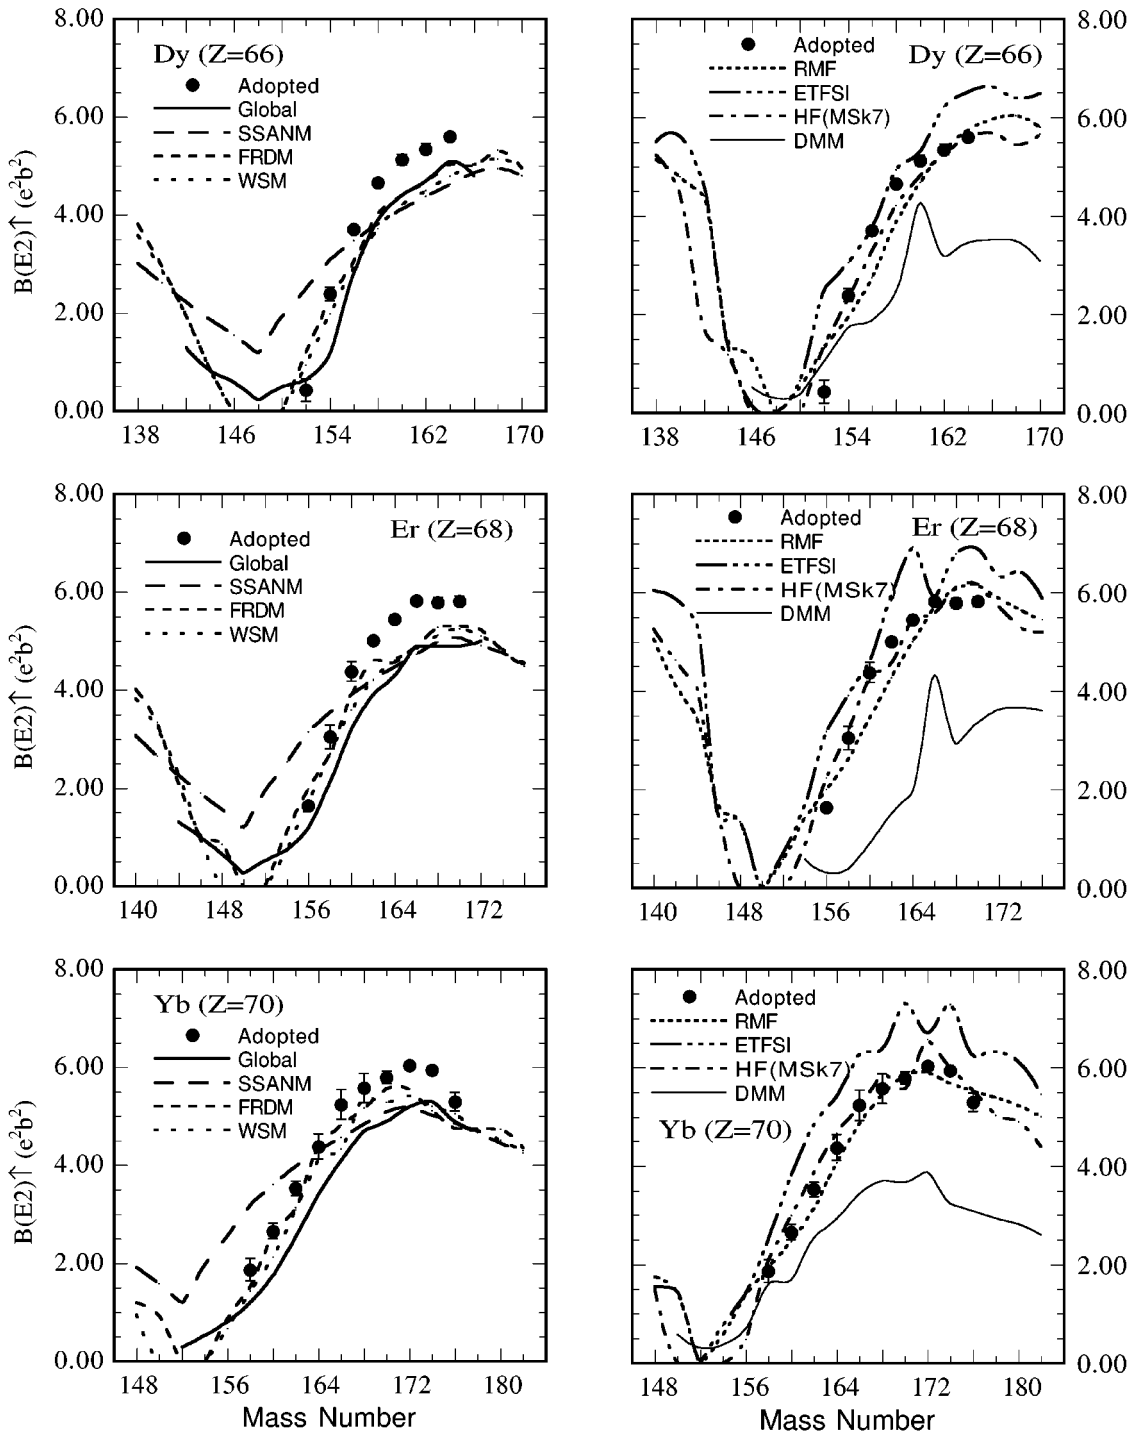 8.00
6.00
4.00
2.00
0.00
B(E2)↑ (e²b²)
Dy (Z=66)
Adopted
Global
SSANM
FRDM
WSM
138 146 154 162 170
Adopted
Dy (Z=66)
RMF
ETFSI
HF(MSk7)
DMM
8.00
6.00
4.00
2.00
0.00
138 146 154 162 170
8.00
6.00
4.00
2.00
0.00
B(E2)↑ (e²b²)
Er (Z=68)
Adopted
Global
SSANM
FRDM
WSM
140 148 156 164 172
Adopted
Er (Z=68)
RMF
ETFSI
HF(MSk7)
DMM
8.00
6.00
4.00
2.00
0.00
140 148 156 164 172
8.00
6.00
4.00
2.00
0.00
B(E2)↑ (e²b²)
Yb (Z=70)
Adopted
Global
SSANM
FRDM
WSM
148 156 164 172 180
Mass Number
Adopted
RMF
ETFSI
HF(MSk7)
DMM
Yb (Z=70)
8.00
6.00
4.00
2.00
0.00
148 156 164 172 180
Mass Number